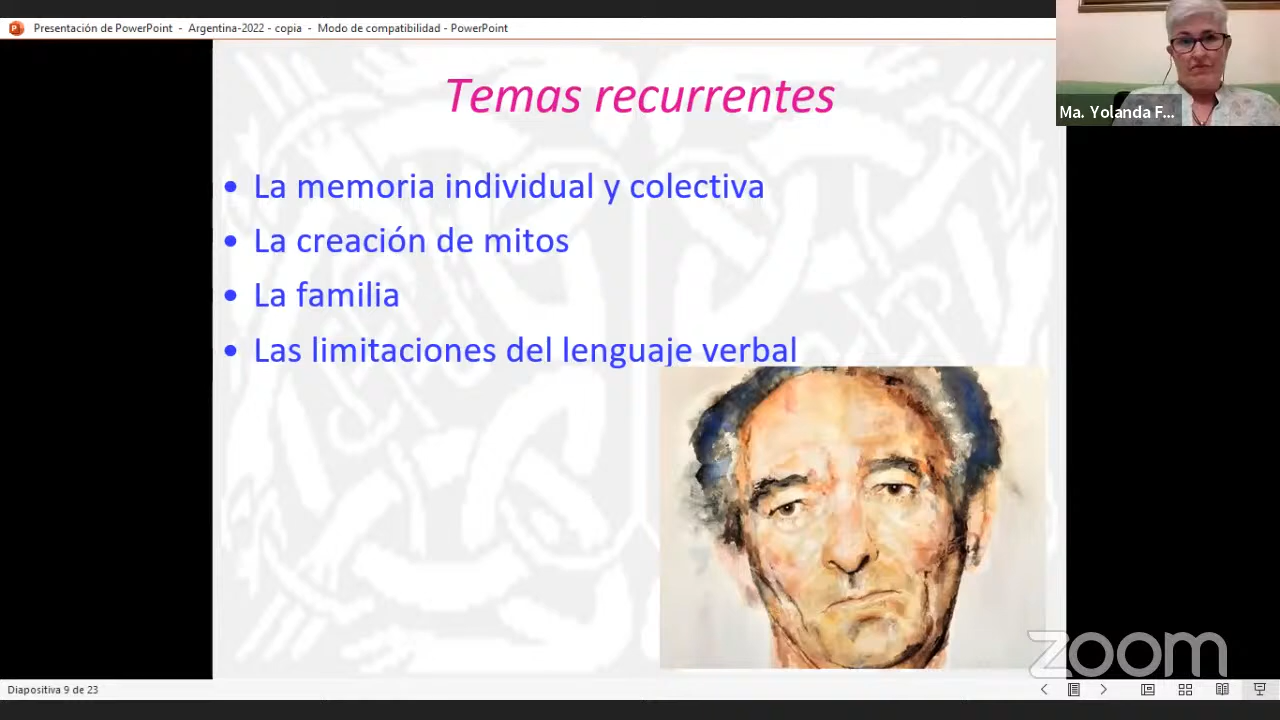 Presentación de PowerPoint - Argentina-2022 - copia - Modo de compatibilidad - PowerPoint
Ma. Yolanda F...
Temas recurrentes
• La memoria individual y colectiva
• La creación de mitos
• La familia
• Las limitaciones del lenguaje verbal
zoom
Diapositiva 9 de 23